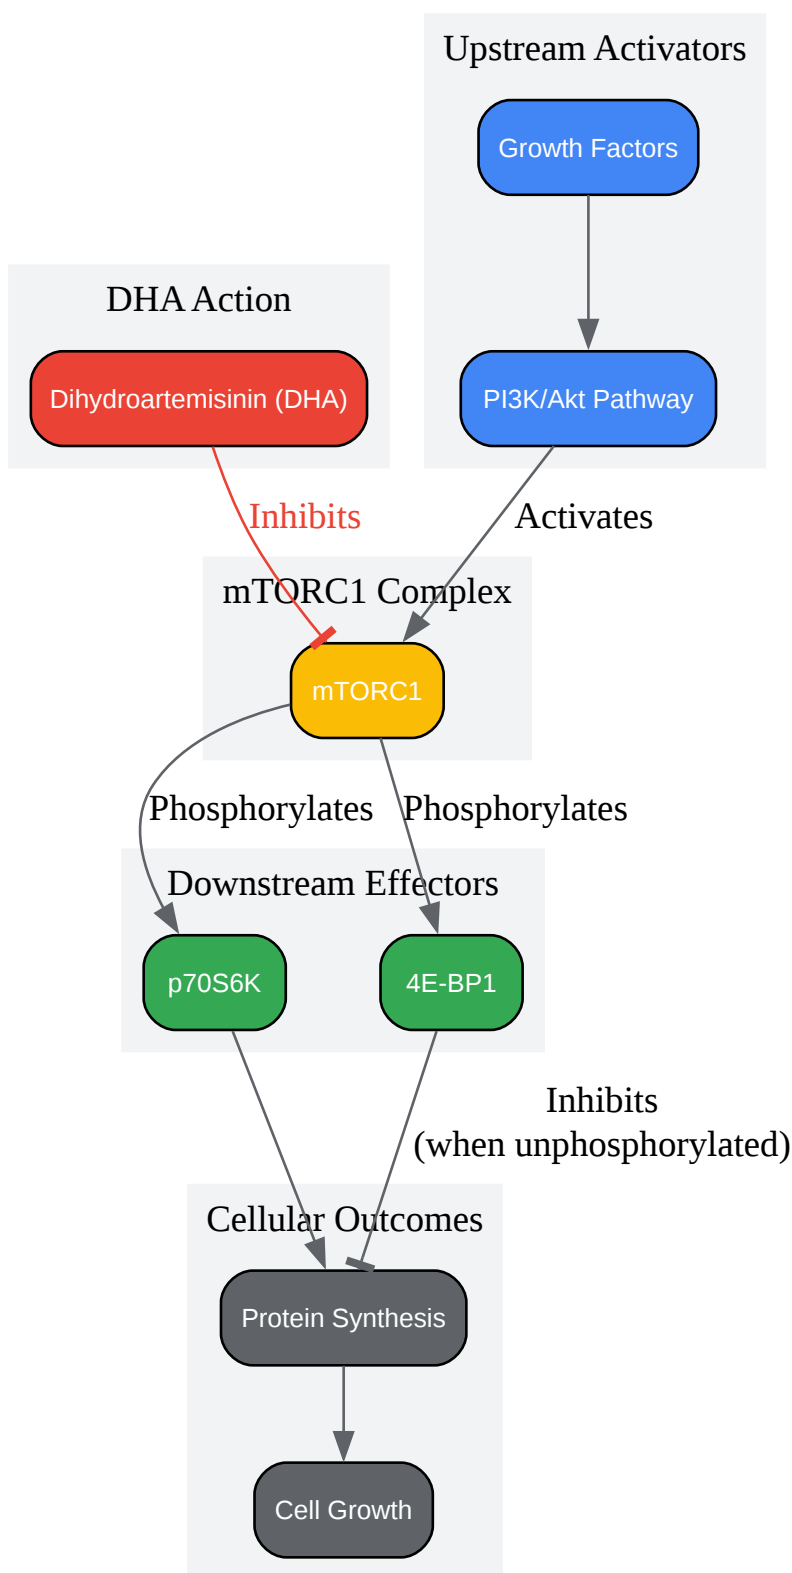 Upstream Activators
Growth Factors
DHA Action
Dihydroartemisinin (DHA)
PI3K/Akt Pathway
Inhibits
Activates
mTORC1 Complex
mTORC1
Phosphorylates
Phosphorylates
Downstream Effectors
p70S6K
4E-BP1
Inhibits
(when unphosphorylated)
Cellular Outcomes
Protein Synthesis
Cell Growth